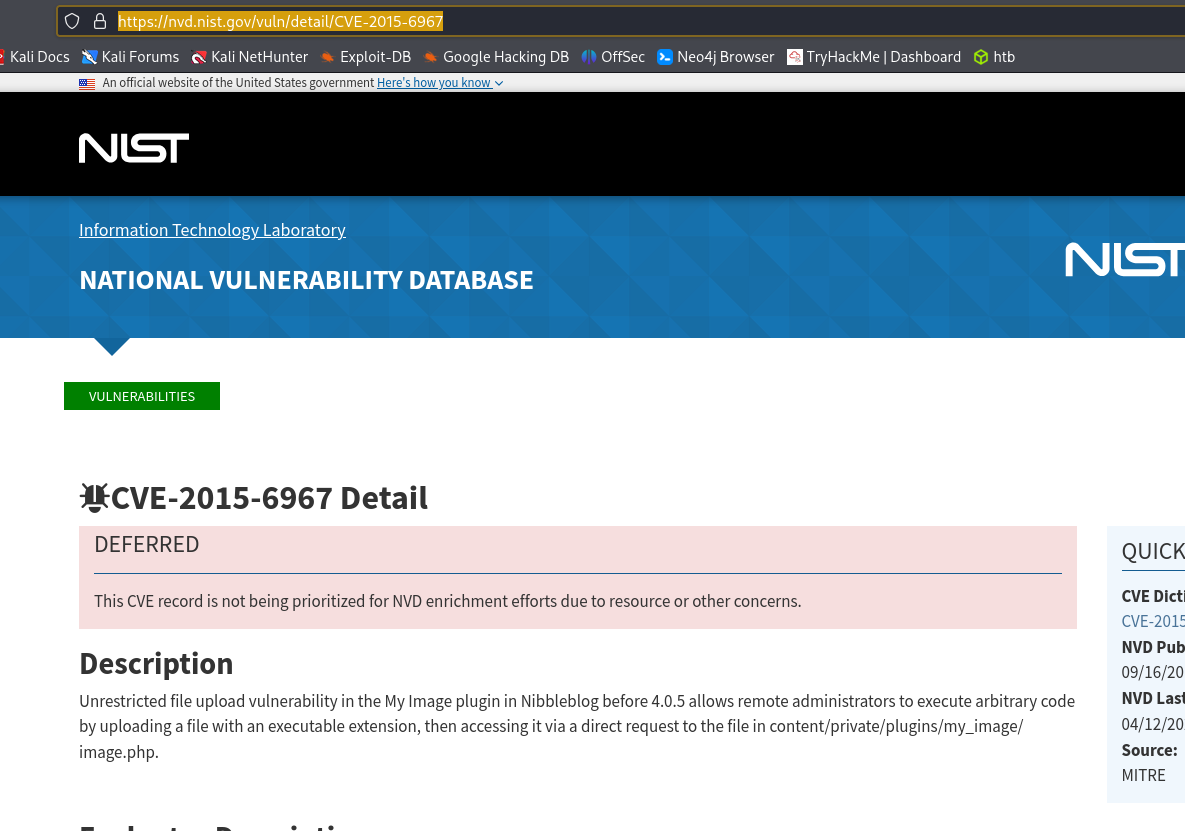 https://nvd.nist.gov/vuln/detail/CVE-2015-6967
Kali Docs Kali Forums Kali NetHunter Exploit-DB Google Hacking DB OffSec Neo4j Browser TryHackMe | Dashboard htb
An official website of the United States government Here's how you know
NIST
Information Technology Laboratory
NATIONAL VULNERABILITY DATABASE
NIST
VULNERABILITIES
CVE-2015-6967 Detail
DEFERRED
This CVE record is not being prioritized for NVD enrichment efforts due to resource or other concerns.
Description
Unrestricted file upload vulnerability in the My Image plugin in Nibbleblog before 4.0.5 allows remote administrators to execute arbitrary code
by uploading a file with an executable extension, then accessing it via a direct request to the file in content/private/plugins/my_image/
image.php.
QUICK
CVE Dicti
CVE-2015
NVD Pub
09/16/20
NVD Last
04/12/20
Source:
MITRE